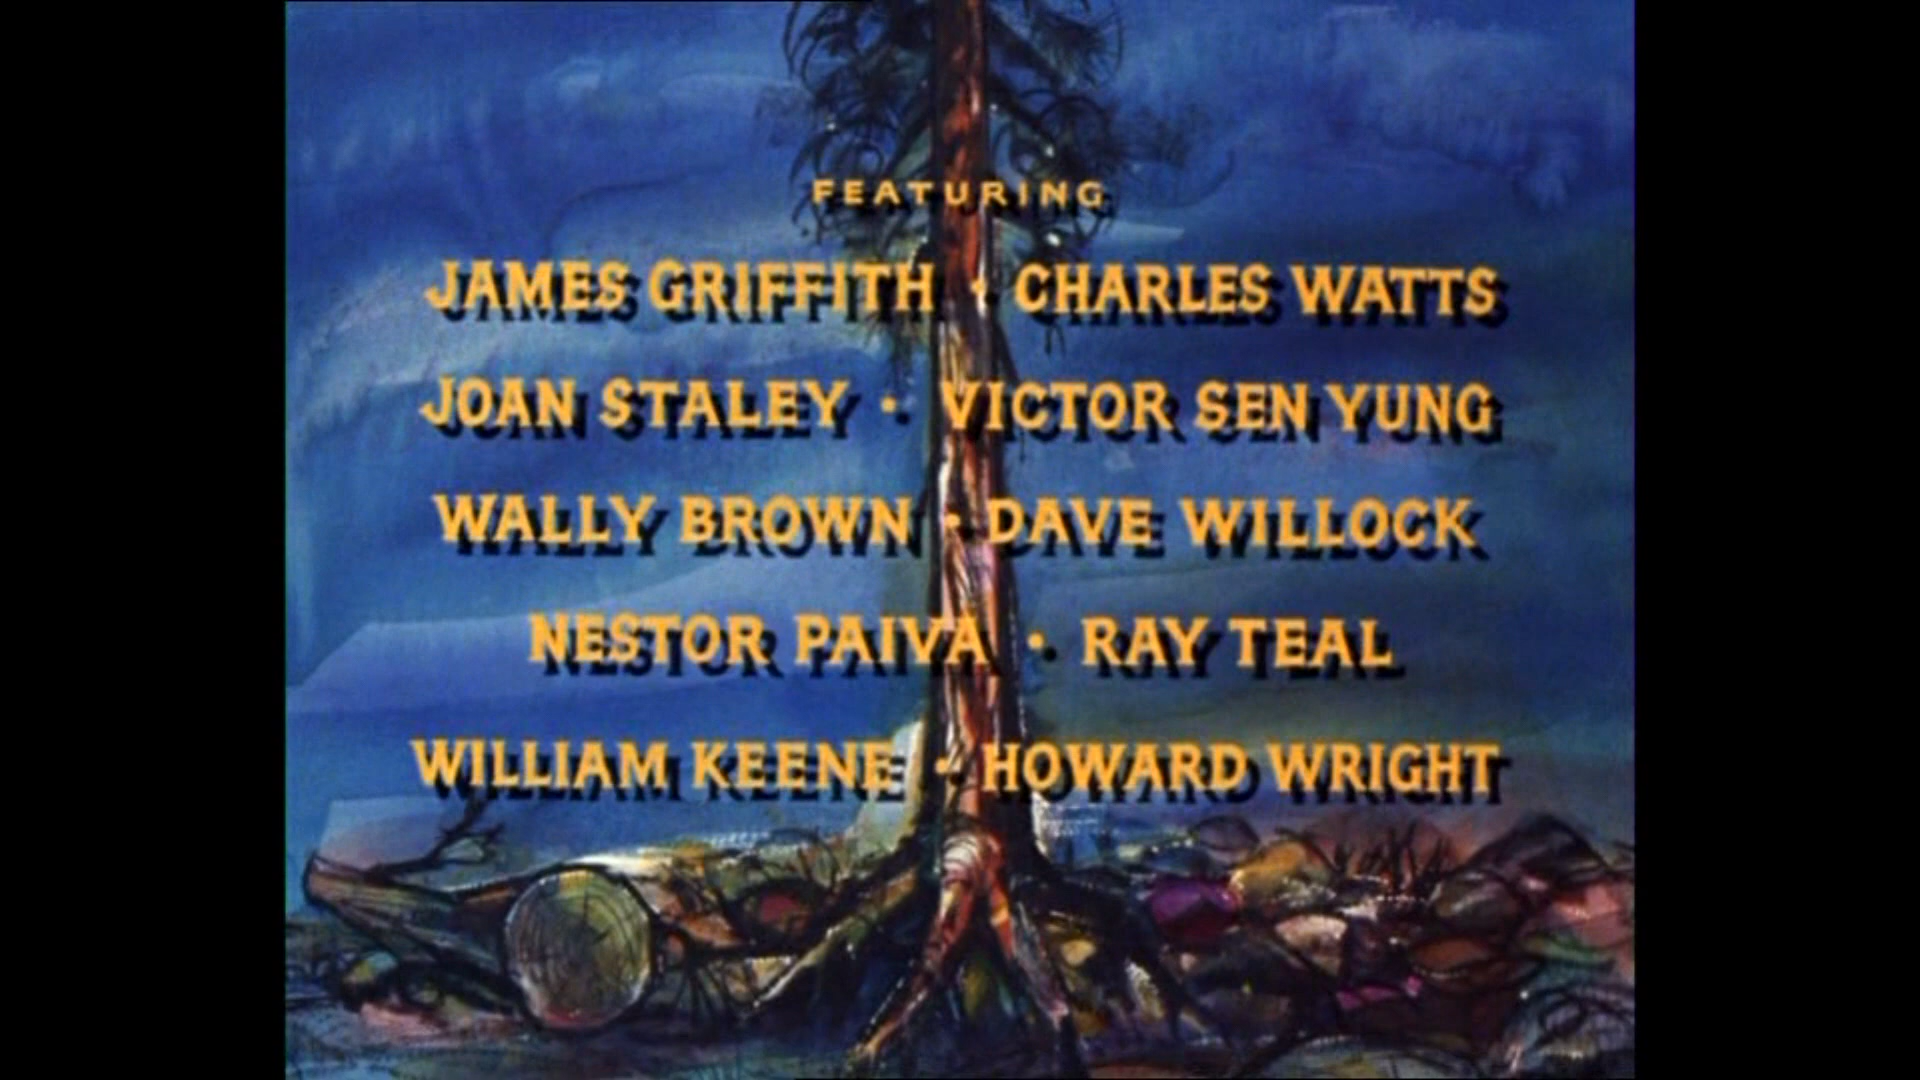 FEATURING
JAMES GRIFFITH · CHARLES WATTS
JOAN STALEY · VICTOR SEN YUNG
WALLY BROWN · DAVE WILLOCK
NESTOR PAIVA · RAY TEAL
WILLIAM KEENE · HOWARD WRIGHT